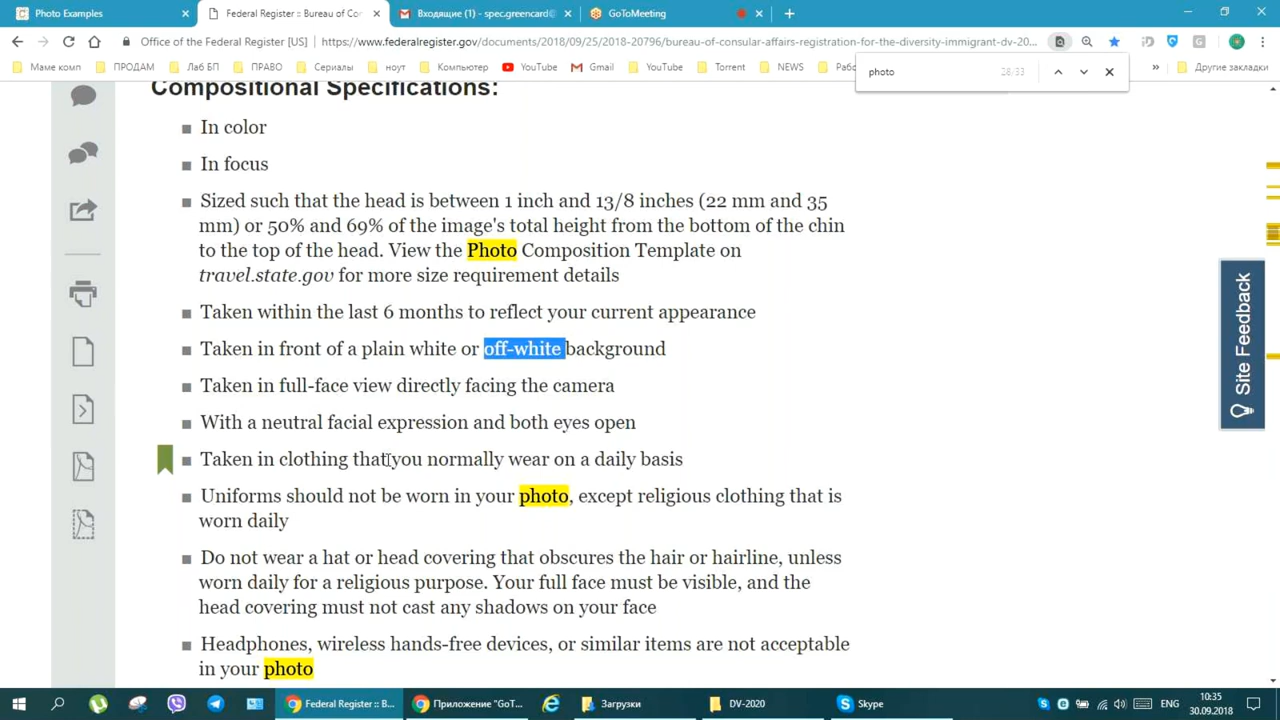 Photo Examples
Federal Register :: Bureau of Cor
Входящие (1) - spec.greencard@
GoToMeeting
Office of the Federal Register [US]
https://www.federalregister.gov/documents/2018/09/25/2018-20796/bureau-of-consular-affairs-registration-for-the-diversity-immigrant-dv-20...
Маме комп
ПРОДАМ
Лаб БП
ПРАВО
Сериалы
ноут
Компьютер
YouTube
Gmail
YouTube
Torrent
NEWS
Рабо
»
Другие закладки
photo
28/33
Compositional Specifications:
In color
In focus
Sized such that the head is between 1 inch and 13/8 inches (22 mm and 35
mm) or 50% and 69% of the image's total height from the bottom of the chin
to the top of the head. View the Photo Composition Template on
travel.state.gov for more size requirement details
Taken within the last 6 months to reflect your current appearance
Taken in front of a plain white or off-white background
Taken in full-face view directly facing the camera
With a neutral facial expression and both eyes open
Taken in clothing that you normally wear on a daily basis
Uniforms should not be worn in your photo, except religious clothing that is
worn daily
Do not wear a hat or head covering that obscures the hair or hairline, unless
worn daily for a religious purpose. Your full face must be visible, and the
head covering must not cast any shadows on your face
Headphones, wireless hands-free devices, or similar items are not acceptable
in your photo
Site Feedback
Federal Register :: B...
Приложение "GoT...
Загрузки
DV-2020
Skype
ENG
10:35
30.09.2018